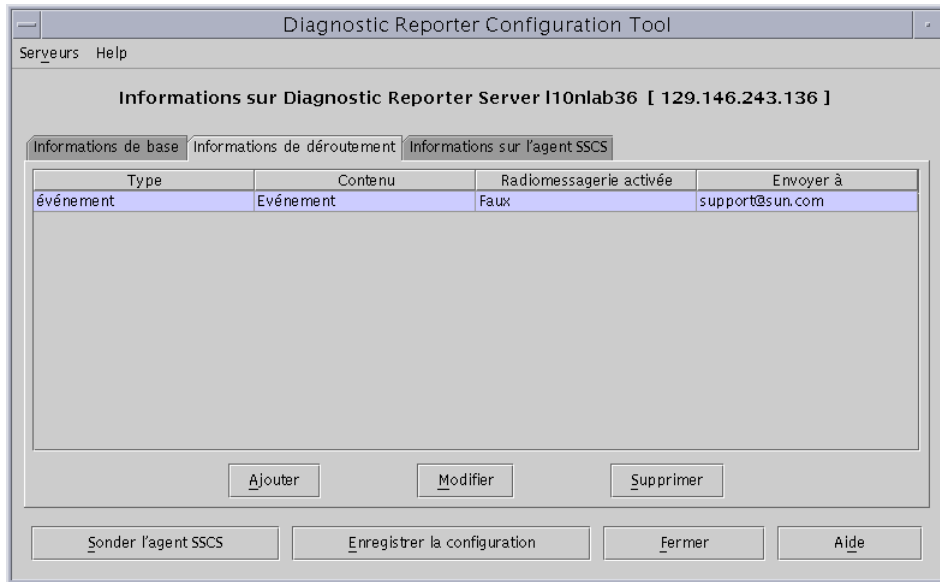 Diagnostic Reporter Configuration Tool
Serveurs Help
Informations sur Diagnostic Reporter Server l10nlab36 [ 129.146.243.136 ]
Informations de base Informations de déroutement Informations sur l'agent SSCS
Type Contenu Radiomessagerie activée Envoyer à
événement Evénement Faux support@sun.com
Ajouter Modifier Supprimer
Sonder l'agent SSCS Enregistrer la configuration Fermer Aide